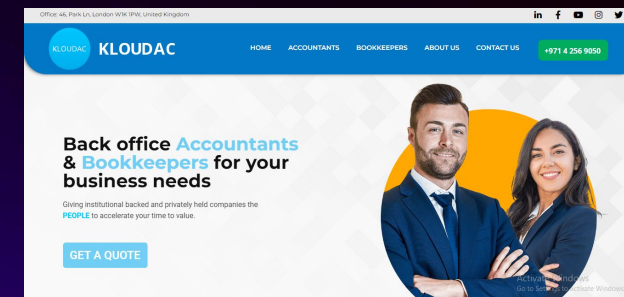 Office: 46, Park Ln, London W1K 1PW, United Kingdom
in f
KLOUDAC
KLOUDAC
HOME ACCOUNTANTS BOOKKEEPERS ABOUT US CONTACT US
+971 4 256 9050
Back office Accountants
& Bookkeepers for your
business needs
Giving institutional backed and privately held companies the
PEOPLE to accelerate your time to value.
GET A QUOTE
Activate Windows
Go to Settings to activate Windows